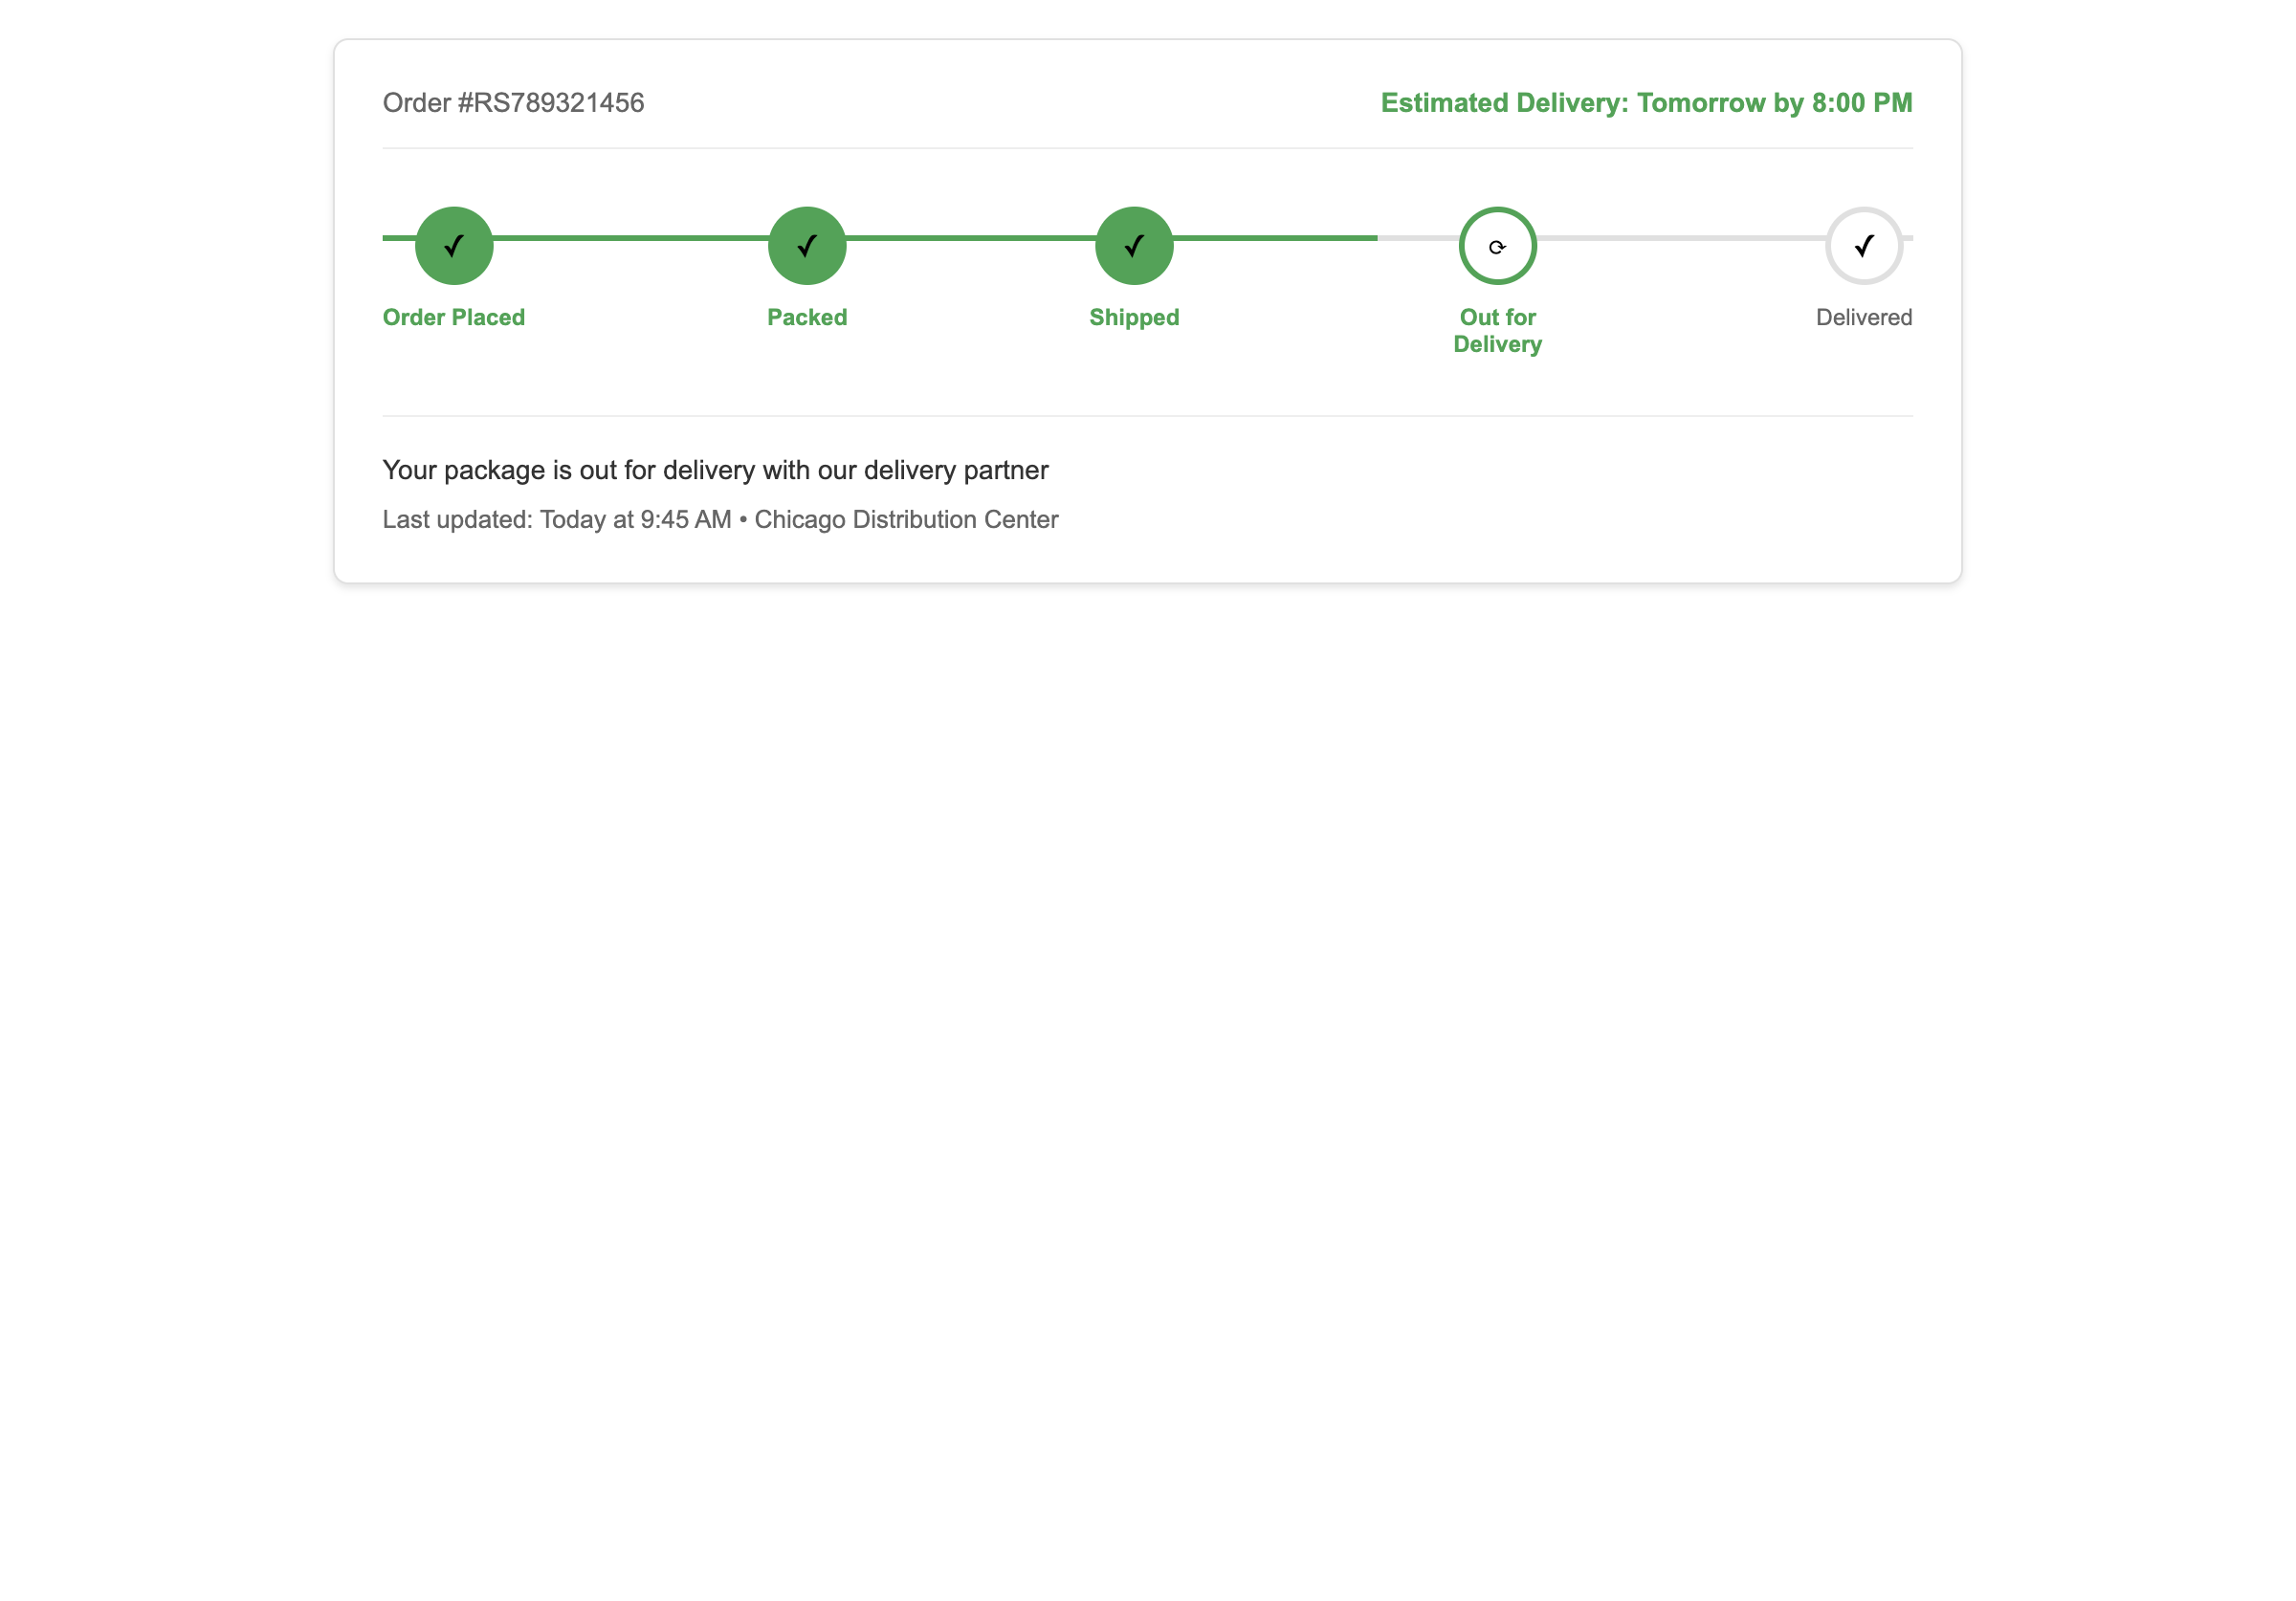 Order #RS789321456
Estimated Delivery: Tomorrow by 8:00 PM
✓
✓
✓
⟳
✓
Order Placed
Packed
Shipped
Out for
Delivery
Delivered
Your package is out for delivery with our delivery partner
Last updated: Today at 9:45 AM • Chicago Distribution Center